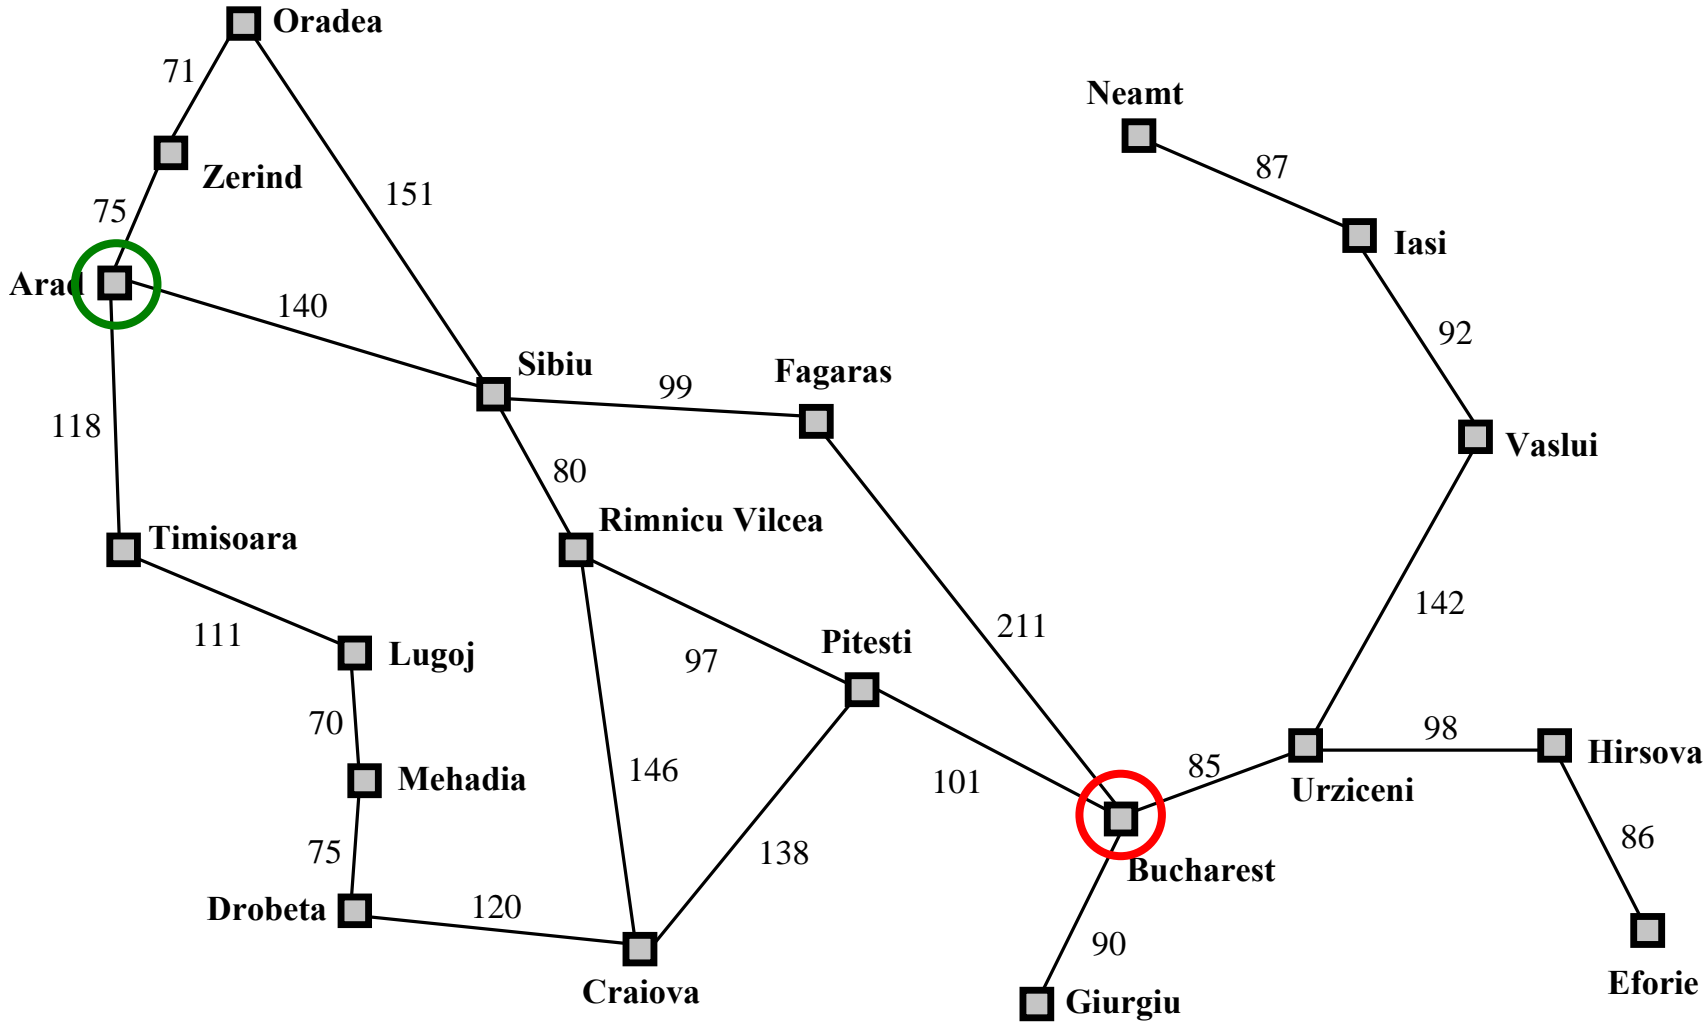 Oradea
71
Neamt
87
Zerind
151
75
Iasi
Arad
140
92
Sibiu
Fagaras
99
118
Vaslui
80
Rimnicu Vilcea
Timisoara
142
211
111
Pitesti
Lugoj
97
70
98
Hirsova
146
85
Mehadia
101
Urziceni
86
75
138
Bucharest
Drobeta
120
90
Eforie
Craiova
Giurgiu